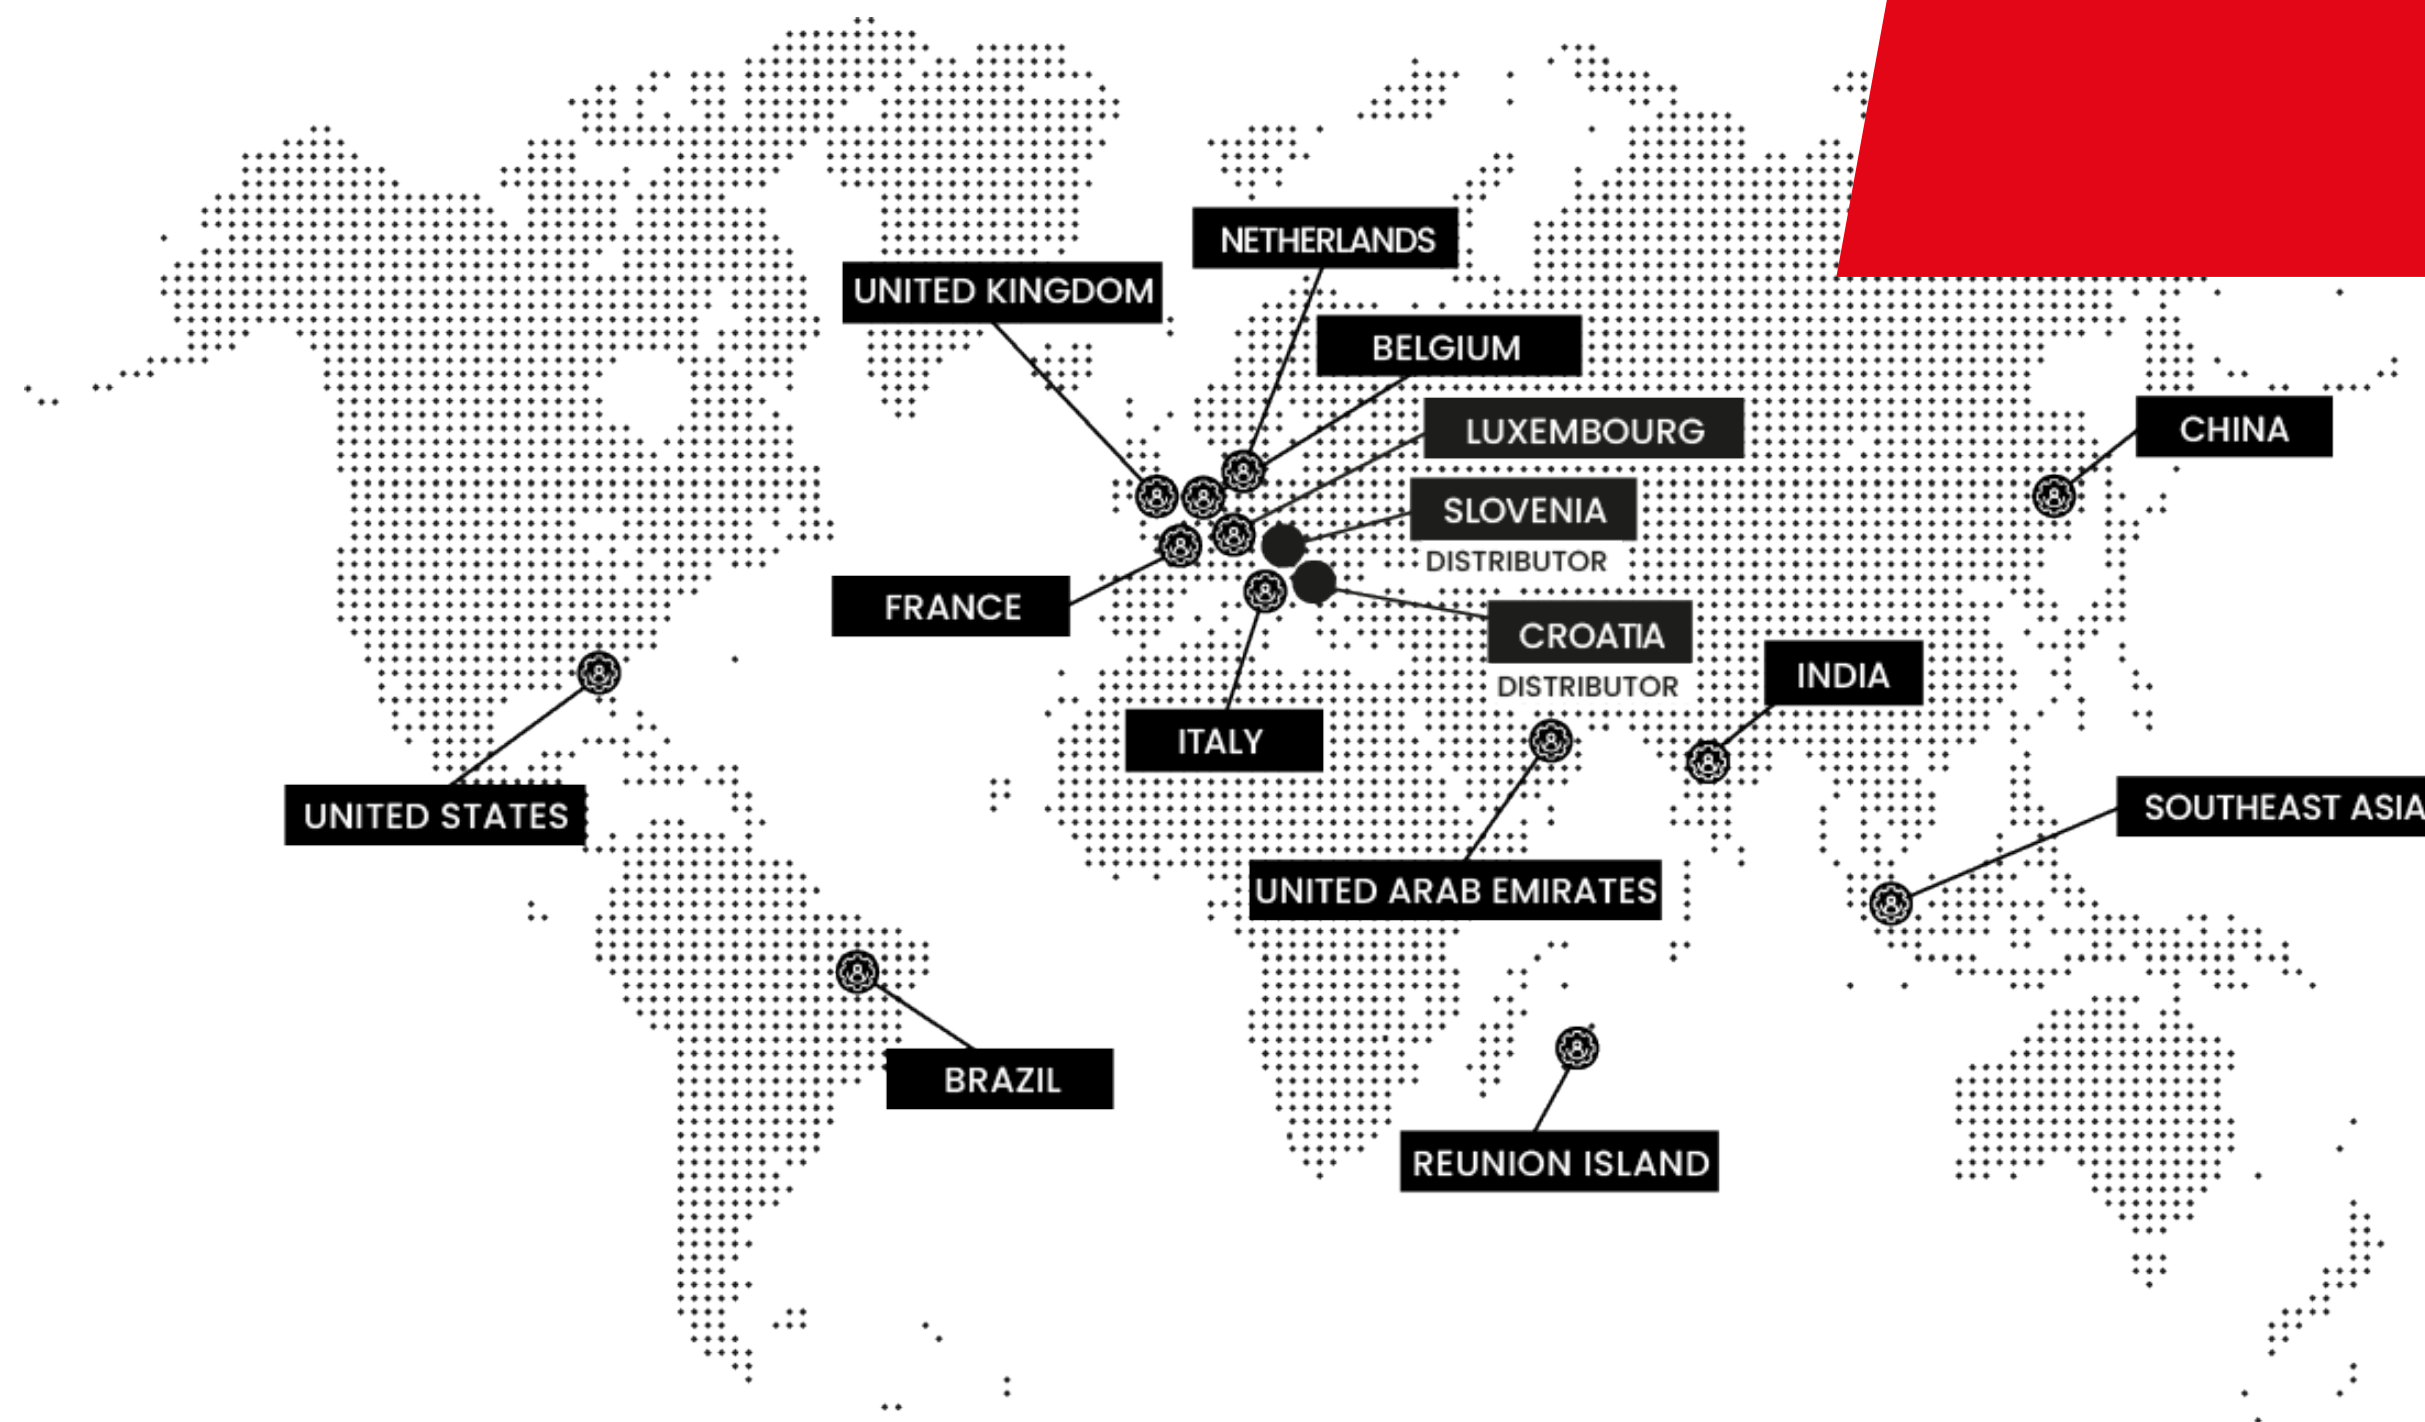 NETHERLANDS
UNITED KINGDOM
BELGIUM
LUXEMBOURG
CHINA
SLOVENIA
DISTRIBUTOR
FRANCE
CROATIA
DISTRIBUTOR
INDIA
ITALY
UNITED STATES
SOUTHEAST ASIA
UNITED ARAB EMIRATES
BRAZIL
REUNION ISLAND